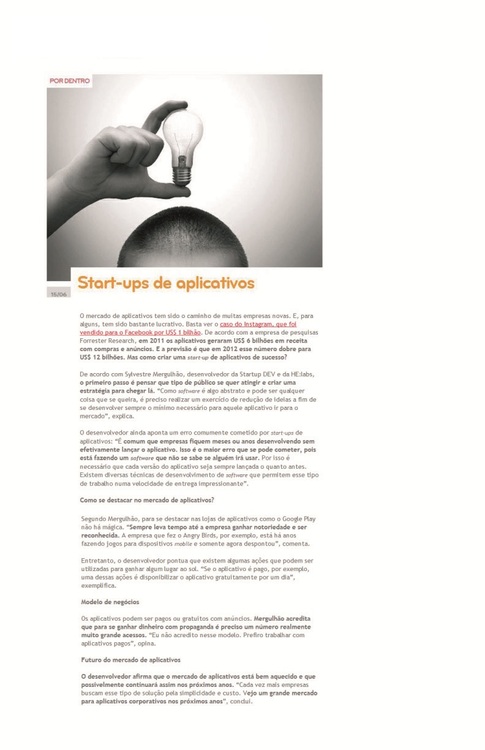 POR DENTRO
Start-ups de aplicativos
15/06
O mercado de aplicativos tem sido o caminho de muitas empresas novas. E, para
alguns, tem sido bastante lucrativo. Basta ver o caso do Instagram, que foi
vendido para o Facebook por US$ 1 bilhão. De acordo com a empresa de pesquisas
Forrester Research, em 2011 os aplicativos geraram US$ 6 bilhões em receita
com compras e anúncios. E a previsão é que em 2012 esse número dobre para
US$ 12 bilhões. Mas como criar uma start-up de aplicativos de sucesso?
De acordo com Sylvestre Mergulhão, desenvolvedor da Startup DEV e da HE:labs,
o primeiro passo é pensar que tipo de público se quer atingir e criar uma
estratégia para chegar lá. “Como software é algo abstrato e pode ser qualquer
coisa que se queira, é preciso realizar um exercício de redução de ideias a fim de
se desenvolver sempre o mínimo necessário para aquele aplicativo ir para o
mercado”, explica.
O desenvolvedor ainda aponta um erro comumente cometido por start-ups de
aplicativos: “É comum que empresas fiquem meses ou anos desenvolvendo sem
efetivamente lançar o aplicativo. Isso é o maior erro que se pode cometer, pois
está fazendo um software que não se sabe se alguém irá usar. Por isso é
necessário que cada versão do aplicativo seja sempre lançada o quanto antes.
Existem diversas técnicas de desenvolvimento de software que permitem esse tipo
de trabalho numa velocidade de entrega impressionante”.
Como se destacar no mercado de aplicativos?
Segundo Mergulhão, para se destacar nas lojas de aplicativos como o Google Play
não há mágica. “Sempre leva tempo até a empresa ganhar notoriedade e ser
reconhecida. A empresa que fez o Angry Birds, por exemplo, está há anos
fazendo jogos para dispositivos mobile e somente agora despontou”, comenta.
Entretanto, o desenvolvedor pontua que existem algumas ações que podem ser
utilizadas para ganhar algum lugar ao sol. “Se o aplicativo é pago, por exemplo,
uma dessas ações é disponibilizar o aplicativo gratuitamente por um dia”,
exemplifica.
Modelo de negócios
Os aplicativos podem ser pagos ou gratuitos com anúncios. Mergulhão acredita
que para se ganhar dinheiro com propaganda é preciso um número realmente
muito grande acessos. “Eu não acredito nesse modelo. Prefiro trabalhar com
aplicativos pagos”, opina.
Futuro do mercado de aplicativos
O desenvolvedor afirma que o mercado de aplicativos está bem aquecido e que
possivelmente continuará assim nos próximos anos. “Cada vez mais empresas
buscam esse tipo de solução pela simplicidade e custo. Vejo um grande mercado
para aplicativos corporativos nos próximos anos”, conclui.